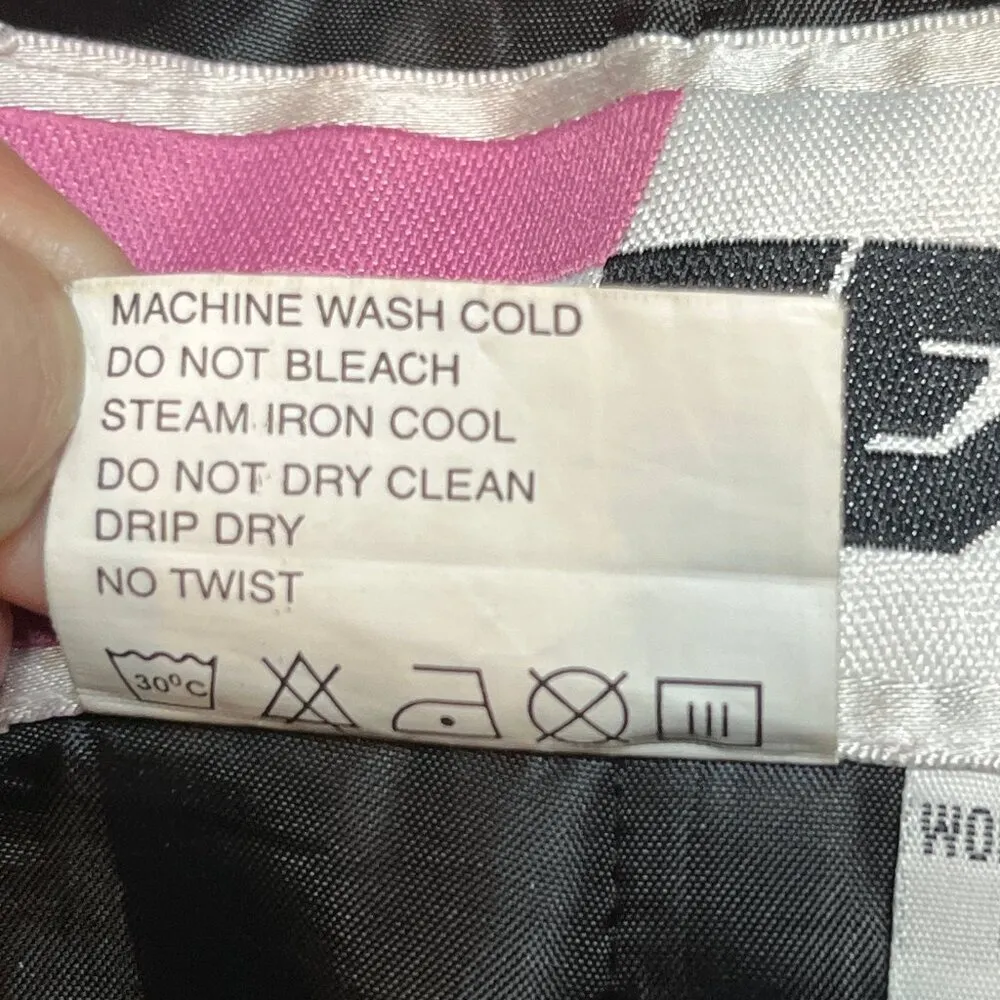 MACHINE WASH COLD
DO NOT BLEACH
STEAM IRON COOL
DO NOT DRY CLEAN
DRIP DRY
NO TWIST
30°C